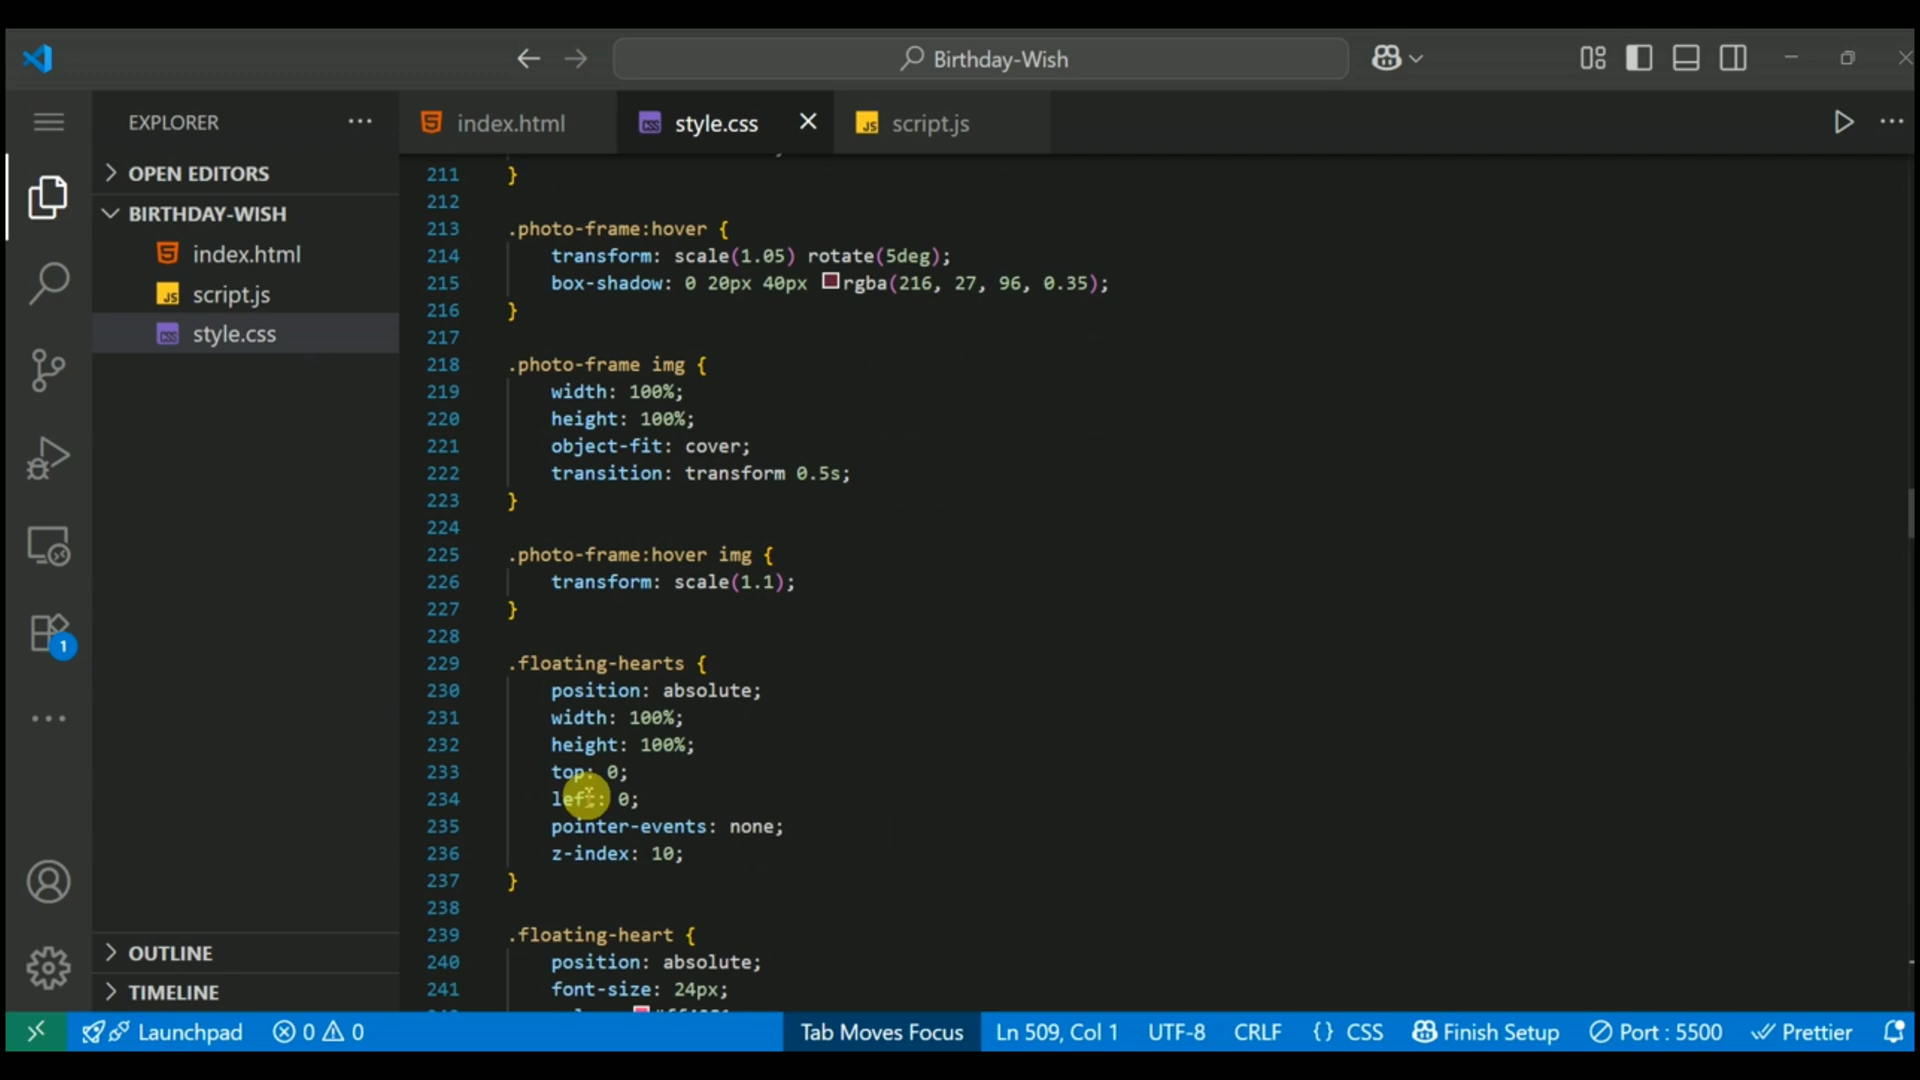 Birthday-Wish
EXPLORER
index.html
style.css
script.js
OPEN EDITORS
BIRTHDAY-WISH
index.html
script.js
style.css
1
OUTLINE
TIMELINE
211 }
212
213 .photo-frame:hover {
214 transform: scale(1.05) rotate(5deg);
215 box-shadow: 0 20px 40px rgba(216, 27, 96, 0.35);
216 }
217
218 .photo-frame img {
219 width: 100%;
220 height: 100%;
221 object-fit: cover;
222 transition: transform 0.5s;
223 }
224
225 .photo-frame:hover img {
226 transform: scale(1.1);
227 }
228
229 .floating-hearts {
230 position: absolute;
231 width: 100%;
232 height: 100%;
233 top: 0;
234 left: 0;
235 pointer-events: none;
236 z-index: 10;
237 }
238
239 .floating-heart {
240 position: absolute;
241 font-size: 24px;
Launchpad 0 0 Tab Moves Focus Ln 509, Col 1 UTF-8 CRLF {} CSS Finish Setup Port : 5500 Prettier